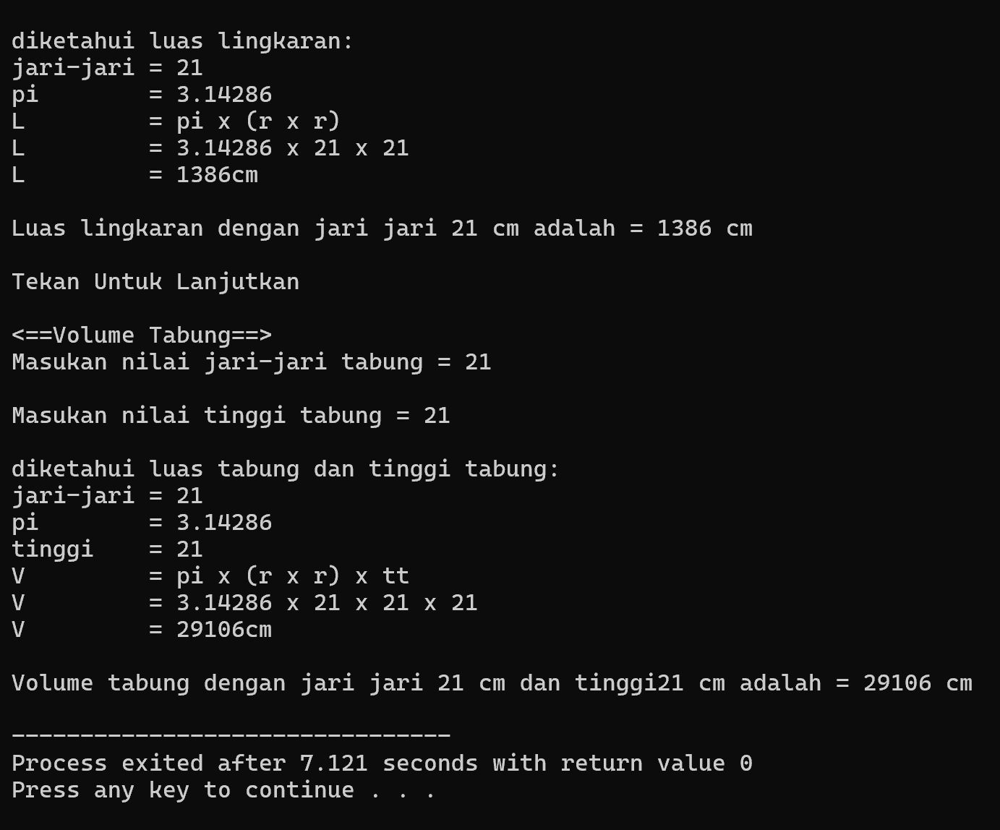 diketahui luas lingkaran:
jari-jari = 21
pi        = 3.14286
L         = pi x (r x r)
L         = 3.14286 x 21 x 21
L         = 1386cm
Luas lingkaran dengan jari jari 21 cm adalah = 1386 cm
Tekan Untuk Lanjutkan
<==Volume Tabung==>
Masukan nilai jari-jari tabung = 21
Masukan nilai tinggi tabung = 21
diketahui luas tabung dan tinggi tabung:
jari-jari = 21
pi        = 3.14286
tinggi    = 21
V         = pi x (r x r) x tt
V         = 3.14286 x 21 x 21 x 21
V         = 29106cm
Volume tabung dengan jari jari 21 cm dan tinggi21 cm adalah = 29106 cm
--------------------------------
Process exited after 7.121 seconds with return value 0
Press any key to continue . . .